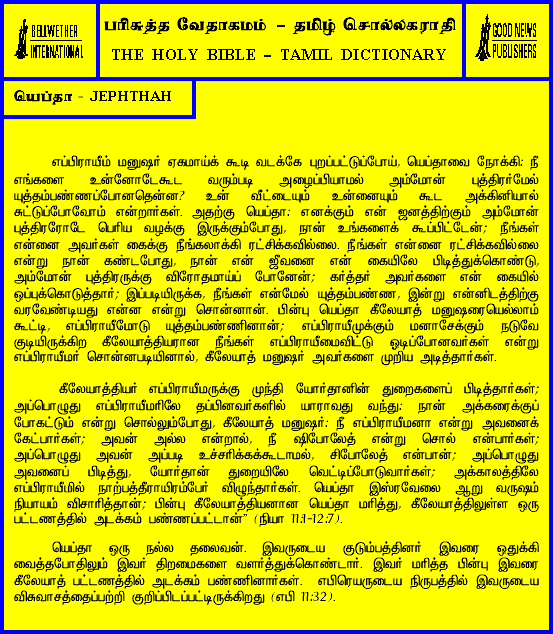 BELLWETHER
INTERNATIONAL
பரிசுத்த வேதாகமம் - தமிழ் சொல்லகராதி
THE HOLY BIBLE – TAMIL DICTIONARY
GOOD NEWS
PUBLISHERS
யெப்தா - JEPHTHAH
எப்பிராயீம் மனுஷர் ஏகமாய்க் கூடி வடக்கே புறப்பட்டுப்போய், யெப்தாவை நோக்கி: நீ
எங்களை உன்னோடேகூட வரும்படி அழைப்பியாமல் அம்மோன் புத்திரர்மேல்
யுத்தம்பண்ணப்போனதென்ன? உன் வீட்டையும் உன்னையும் கூட அக்கினியால்
சுட்டுப்போவோம் என்றார்கள். அதற்கு யெப்தா: எனக்கும் என் ஜனத்திற்கும் அம்மோன்
புத்திரரோடே பெரிய வழக்கு இருக்கும்போது, நான் உங்களைக் கூப்பிட்டேன்; நீங்கள்
என்னை அவர்கள் கைக்கு நீங்கலாக்கி ரட்சிக்கவில்லை. நீங்கள் என்னை ரட்சிக்கவில்லை
என்று நான் கண்டபோது, நான் என் ஜீவனை என் கையிலே பிடித்துக்கொண்டு,
அம்மோன் புத்திரருக்கு விரோதமாய்ப் போனேன்; கர்த்தர் அவர்களை என் கையில்
ஒப்புக்கொடுத்தார்; இப்படியிருக்க, நீங்கள் என்மேல் யுத்தம்பண்ண, இன்று என்னிடத்திற்கு
வரவேண்டியது என்ன என்று சொன்னான். பின்பு யெப்தா கீலேயாத் மனுஷரையெல்லாம்
கூட்டி, எப்பிராயீமோடு யுத்தம்பண்ணினான்; எப்பிராயீமுக்கும் மனாசேக்கும் நடுவே
குடியிருக்கிற கீலேயாத்தியரான நீங்கள் எப்பிராயீமைவிட்டு ஓடிப்போனவர்கள் என்று
எப்பிராயீமர் சொன்னபடியினால், கீலேயாத் மனுஷர் அவர்களை முறிய அடித்தார்கள்.
கீலேயாத்தியர் எப்பிராயீமருக்கு முந்தி யோர்தானின் துறைகளைப் பிடித்தார்கள்;
அப்பொழுது எப்பிராயீமரிலே தப்பினவர்களில் யாராவது வந்து: நான் அக்கரைக்குப்
போகட்டும் என்று சொல்லும்போது, கீலேயாத் மனுஷர்: நீ எப்பிராயீமனா என்று அவனைக்
கேட்பார்கள்; அவன் அல்ல என்றால், நீ ஷிபோலேத் என்று சொல் என்பார்கள்;
அப்பொழுது அவன் அப்படி உச்சரிக்கக்கூடாமல், சிபோலேத் என்பான்; அப்பொழுது
அவனைப் பிடித்து, யோர்தான் துறையிலே வெட்டிப்போடுவார்கள்; அக்காலத்திலே
எப்பிராயீமில் நாற்பத்தீராயிரம்பேர் விழுந்தார்கள். யெப்தா இஸ்ரவேலை ஆறு வருஷம்
நியாயம் விசாரித்தான்; பின்பு கீலேயாத்தியனான யெப்தா மரித்து, கீலேயாத்திலுள்ள ஒரு
பட்டணத்தில் அடக்கம் பண்ணப்பட்டான்" (நியா 11:1-12:7).
யெப்தா ஒரு நல்ல தலைவன். இவருடைய குடும்பத்தினர் இவரை ஒதுக்கி
வைத்தபோதிலும் இவர் திறமைகளை வளர்த்துக்கொண்டார். இவர் மரித்த பின்பு இவரை
கீலேயாத் பட்டணத்தில் அடக்கம் பண்ணினார்கள். எபிரெயருடைய நிருபத்தில் இவருடைய
விசுவாசத்தைப்பற்றி குறிப்பிடப்பட்டிருக்கிறது (எபி 11:32).